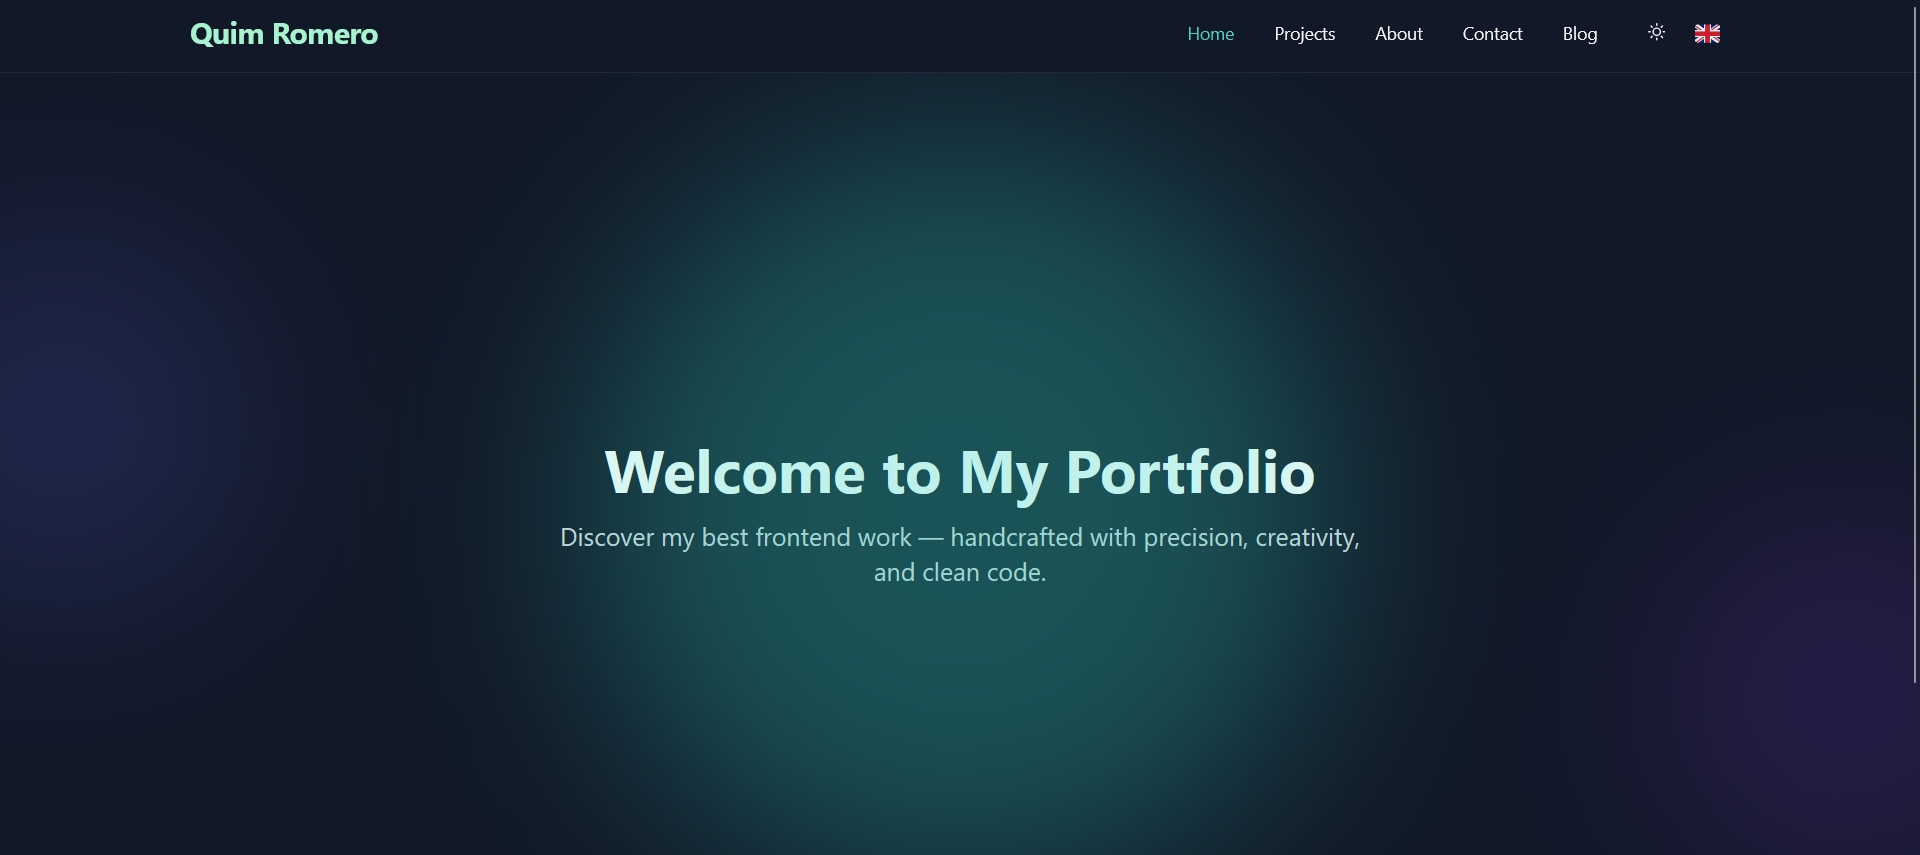 Quim Romero
Home Projects About Contact Blog
Welcome to My Portfolio
Discover my best frontend work — handcrafted with precision, creativity,
and clean code.